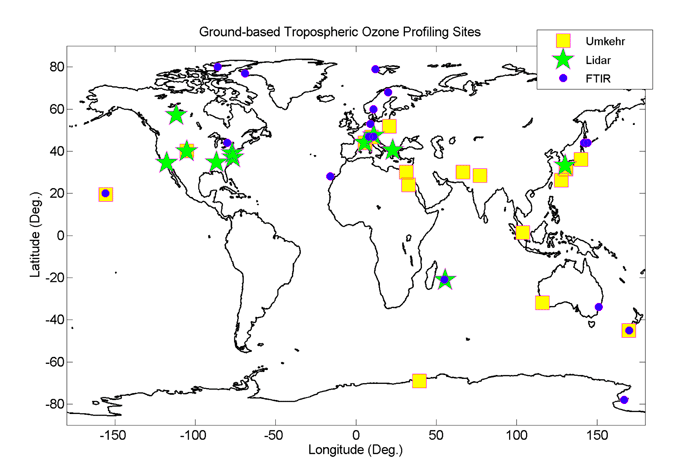 Ground-based Tropospheric Ozone Profiling Sites
Umkehr
Lidar
FTIR
80
60
40
20
0
-20
-40
-60
-80
Latitude (Deg.)
-150
-100
-50
0
50
100
150
Longitude (Deg.)